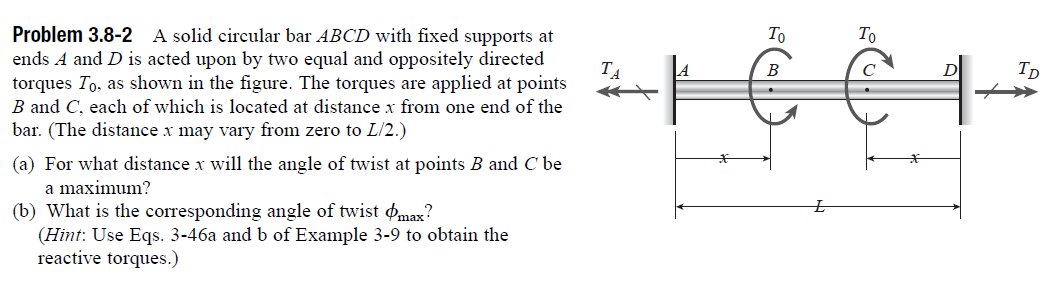 Problem 3.8-2 A solid circular bar ABCD with fixed supports at
ends A and D is acted upon by two equal and oppositely directed
torques T₀, as shown in the figure. The torques are applied at points
B and C, each of which is located at distance x from one end of the
bar. (The distance x may vary from zero to L/2.)
(a) For what distance x will the angle of twist at points B and C be
a maximum?
(b) What is the corresponding angle of twist ϕmax?
(Hint: Use Eqs. 3-46a and b of Example 3-9 to obtain the
reactive torques.)
T₀ T₀
TA A B C D TD
x x
L